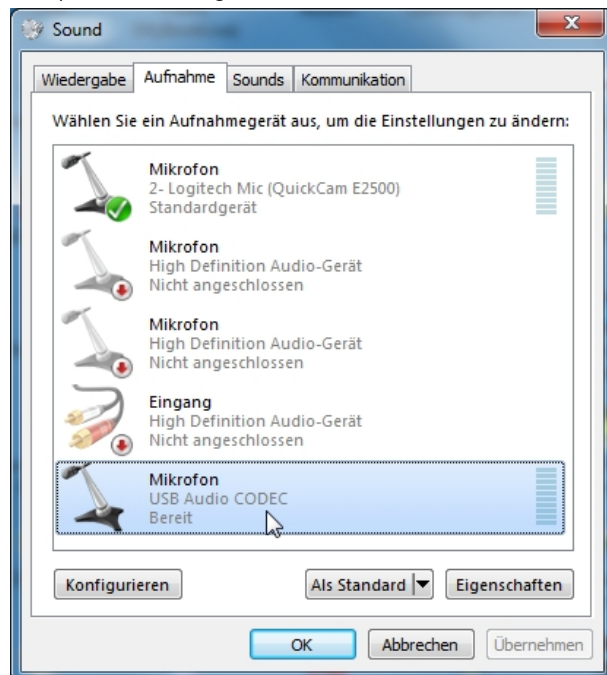 Sound
Wiedergabe Aufnahme Sounds Kommunikation
Wählen Sie ein Aufnahmegerät aus, um die Einstellungen zu ändern:
Mikrofon
2- Logitech Mic (QuickCam E2500)
Standardgerät
Mikrofon
High Definition Audio-Gerät
Nicht angeschlossen
Mikrofon
High Definition Audio-Gerät
Nicht angeschlossen
Eingang
High Definition Audio-Gerät
Nicht angeschlossen
Mikrofon
USB Audio CODEC
Bereit
Konfigurieren Als Standard Eigenschaften
OK Abbrechen Übernehmen